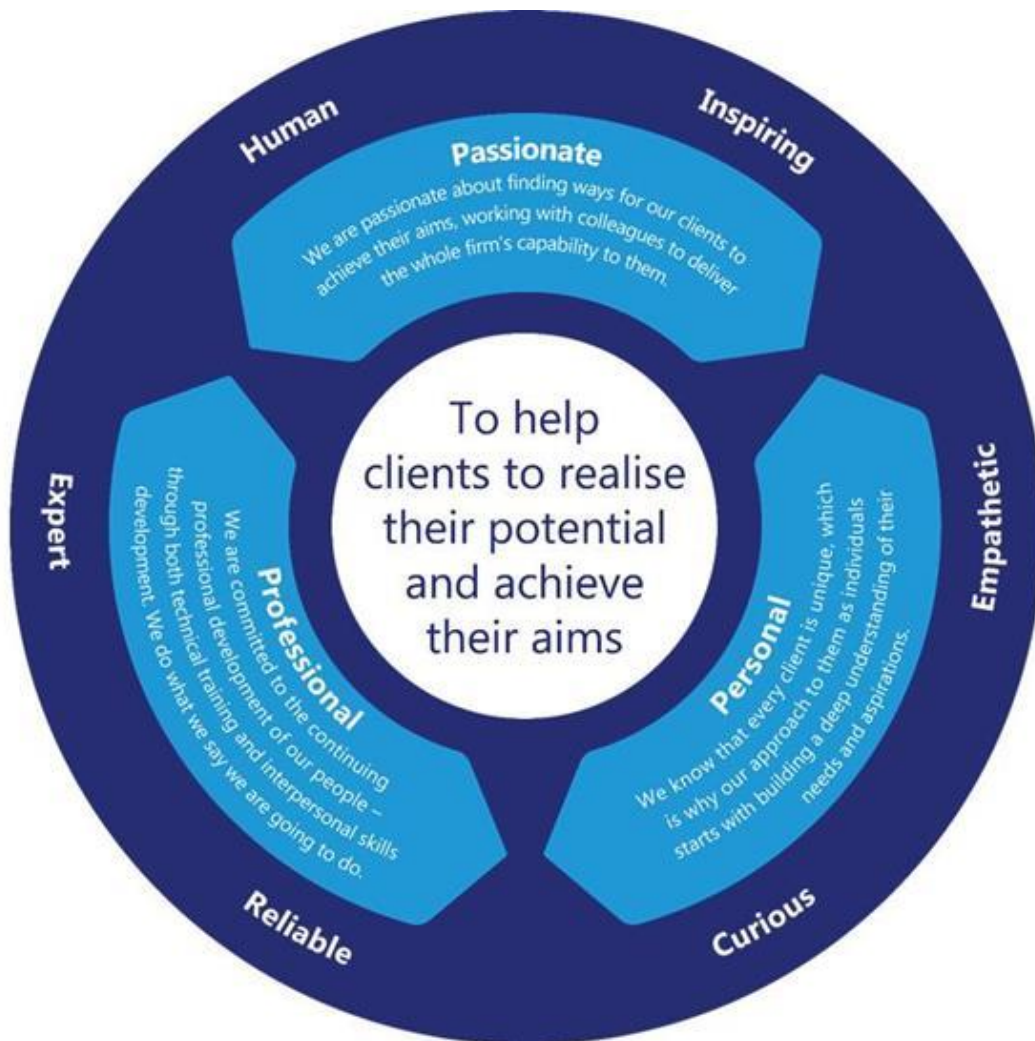 Human
Inspiring
Passionate
We are passionate about finding ways for our clients to
achieve their aims, working with colleagues to deliver
the whole firm's capability to them.
Empathetic
Personal
We know that every client is unique, which
is why our approach to them as individuals
starts with building a deep understanding of their
needs and aspirations.
Curious
Reliable
Expert
Professional
We are committed to the continuing
professional development of our people –
through both technical training and interpersonal skills
development. We do what we say we are going to do.
To help
clients to realise
their potential
and achieve
their aims